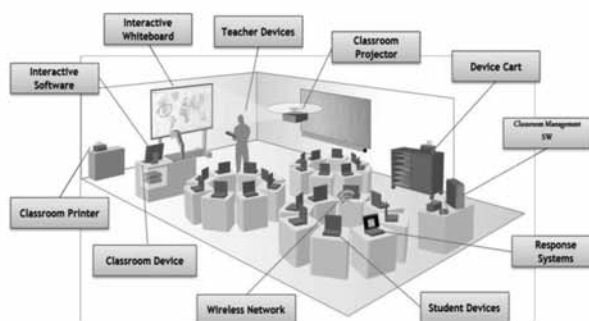 Interactive
Whiteboard
Teacher Devices
Classroom
Projector
Device Cart
Interactive
Software
Classroom Management
SW
Classroom Printer
Classroom Device
Response
Systems
Wireless Network
Student Devices